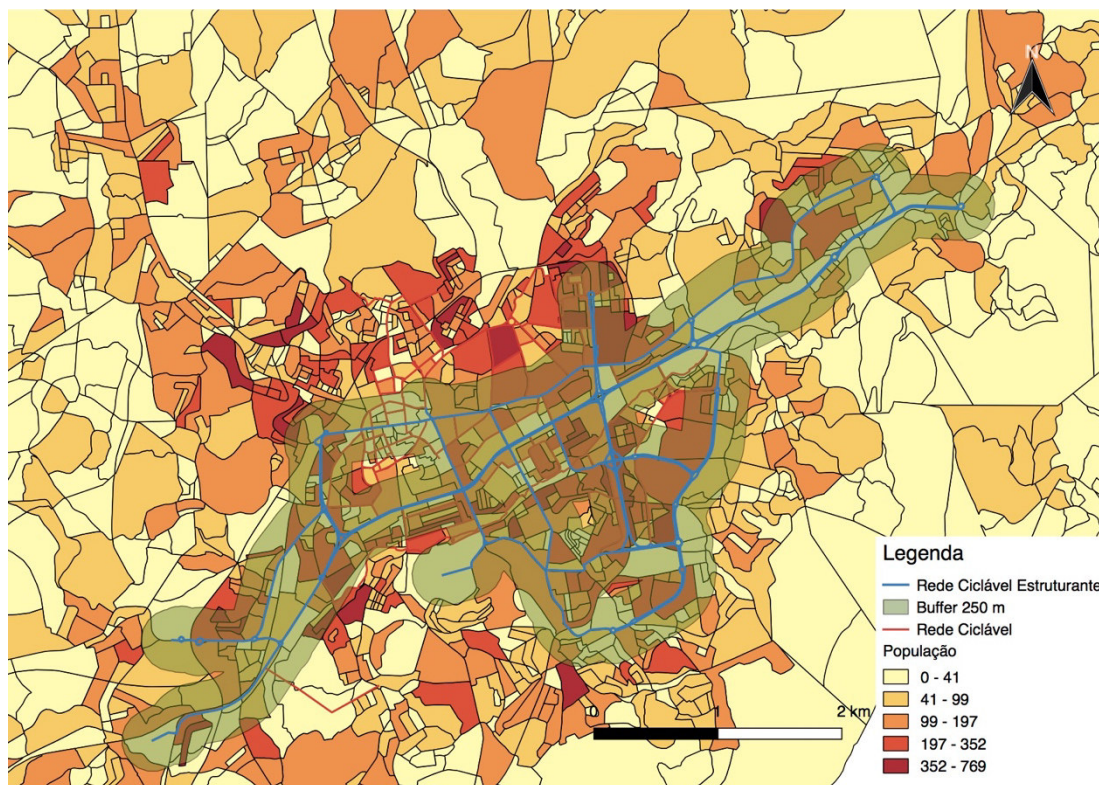 N
Legenda
Rede Ciclável Estruturante
Buffer 250 m
Rede Ciclável
População
0 - 41
41 - 99
99 - 197
197 - 352
352 - 769
0 1 2 km